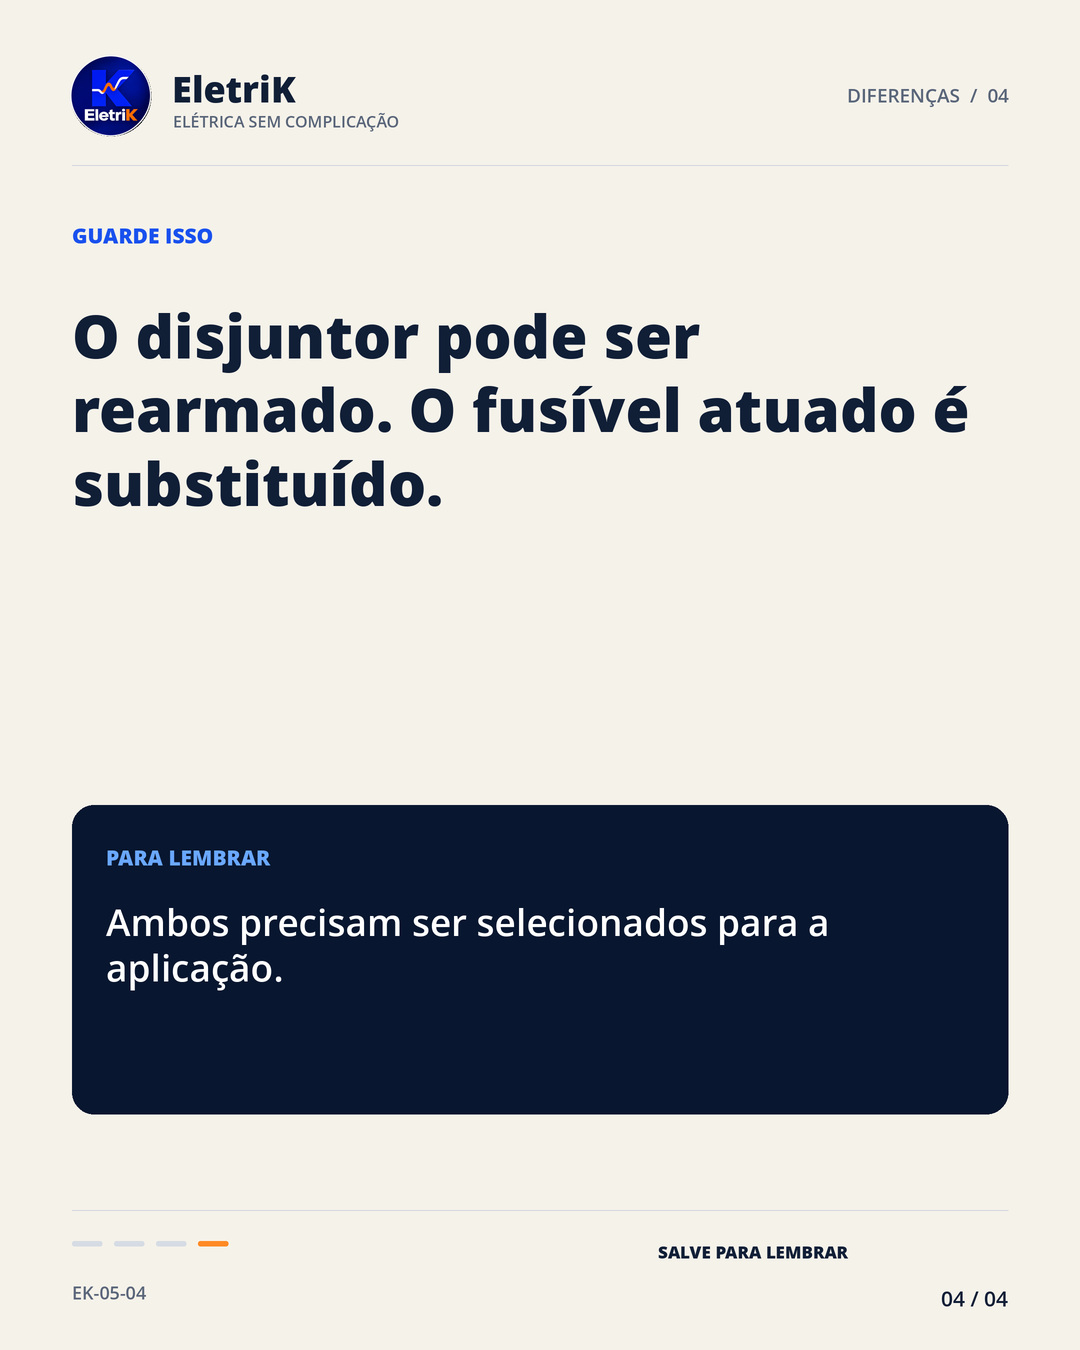 EletriK
EletriK
ELÉTRICA SEM COMPLICAÇÃO
DIFERENÇAS / 04
GUARDE ISSO
O disjuntor pode ser
rearmado. O fusível atuado é
substituído.
PARA LEMBRAR
Ambos precisam ser selecionados para a
aplicação.
SALVE PARA LEMBRAR
EK-05-04
04 / 04